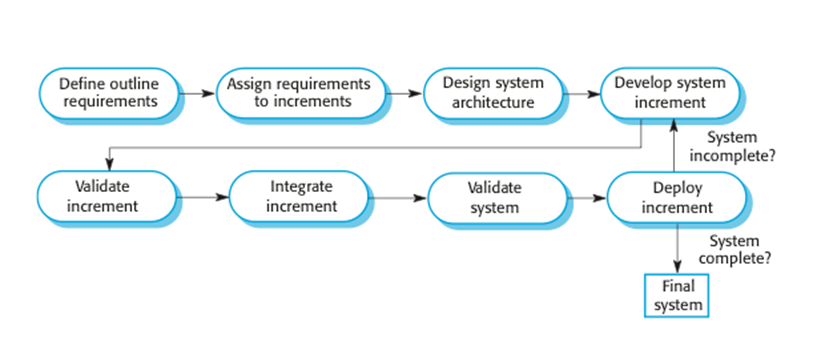 Define outline
requirements
Assign requirements
to increments
Design system
architecture
Develop system
increment
System
incomplete?
Validate
increment
Integrate
increment
Validate
system
Deploy
increment
System
complete?
Final
system